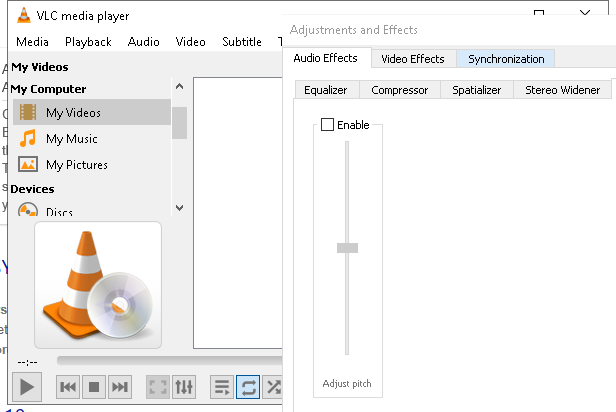 VLC media player
Adjustments and Effects
Media Playback Audio Video Subtitle
Audio Effects Video Effects Synchronization
My Videos
My Computer
Equalizer Compressor Spatializer Stereo Widener
My Videos
Enable
My Music
My Pictures
Devices
Discs
--:--
Adjust pitch